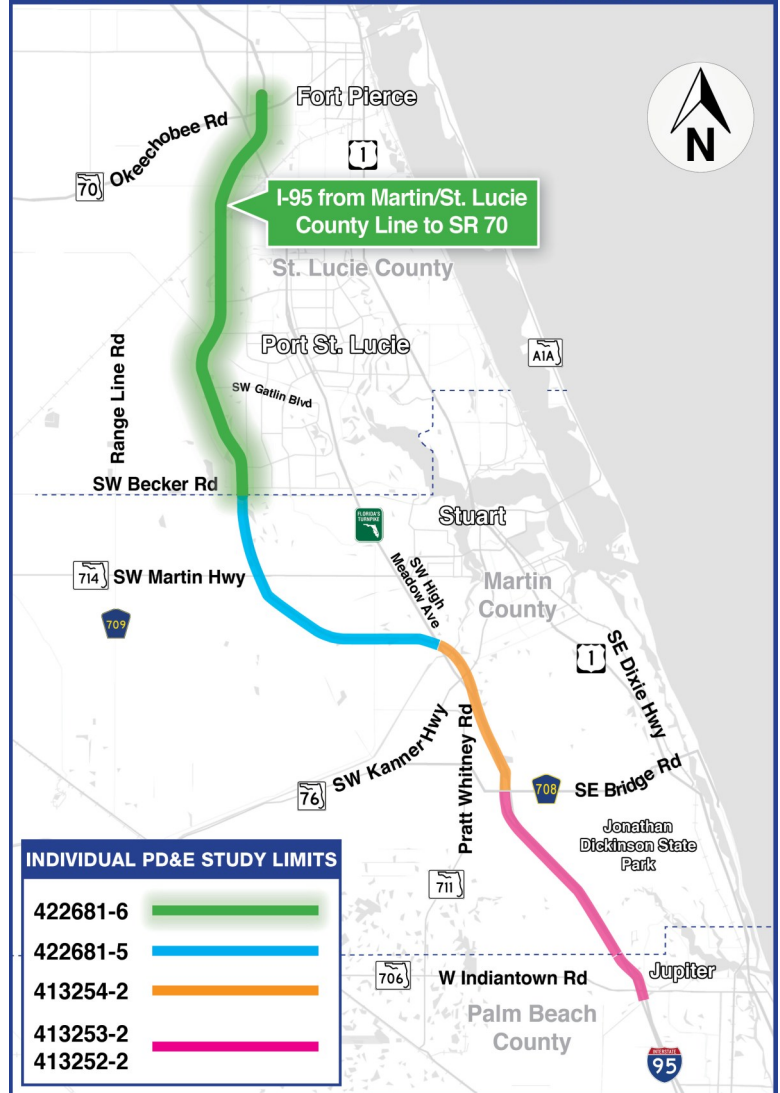 Fort Pierce
N
Okeechobee Rd
1
70
I-95 from Martin/St. Lucie
County Line to SR 70
St. Lucie County
Port St. Lucie
A1A
Range Line Rd
SW Gatlin Blvd
SW Becker Rd
FLORIDA'S
TURNPIKE
Stuart
714
SW Martin Hwy
SW High
Meadow Ave
Martin
County
709
1
SE Dixie Hwy
SW Kanner Hwy
76
Pratt Whitney Rd
708
SE Bridge Rd
Jonathan
Dickinson State
Park
711
INDIVIDUAL PD&E STUDY LIMITS
422681-6
422681-5
413254-2
413253-2
413252-2
706
W Indiantown Rd
Jupiter
Palm Beach
County
INTERSTATE
95